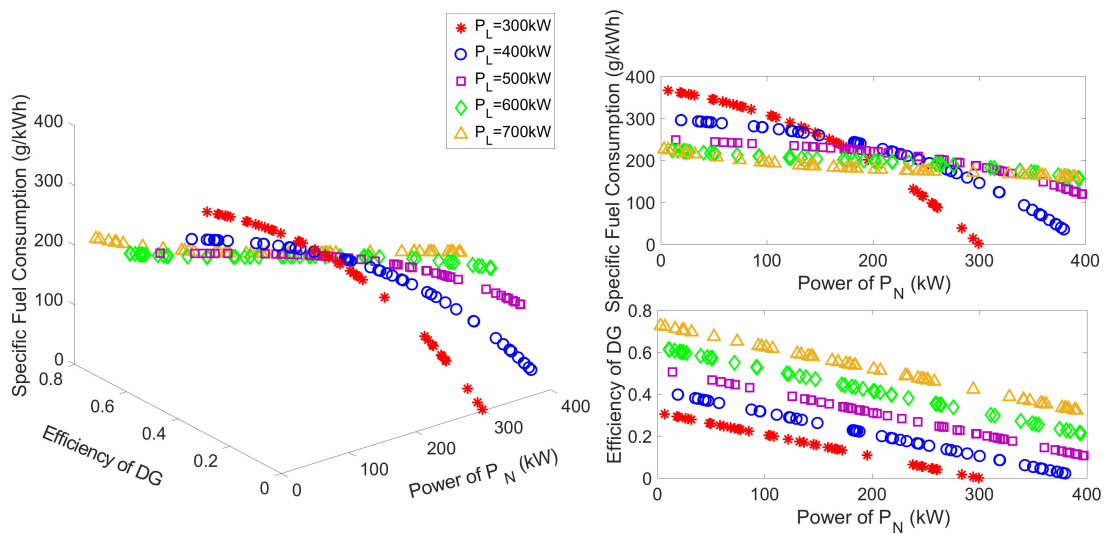 P_L=300kW
P_L=400kW
P_L=500kW
P_L=600kW
P_L=700kW
Specific Fuel Consumption (g/kWh)
400
300
200
100
0
0.8
0.6
0.4
0.2
0
Efficiency of DG
0
100
200
300
400
Power of P_N (kW)
Specific Fuel Consumption (g/kWh)
400
200
0
0
100
200
300
400
Power of P_N (kW)
Efficiency of DG
0.8
0.6
0.4
0.2
0
0
100
200
300
400
Power of P_N (kW)